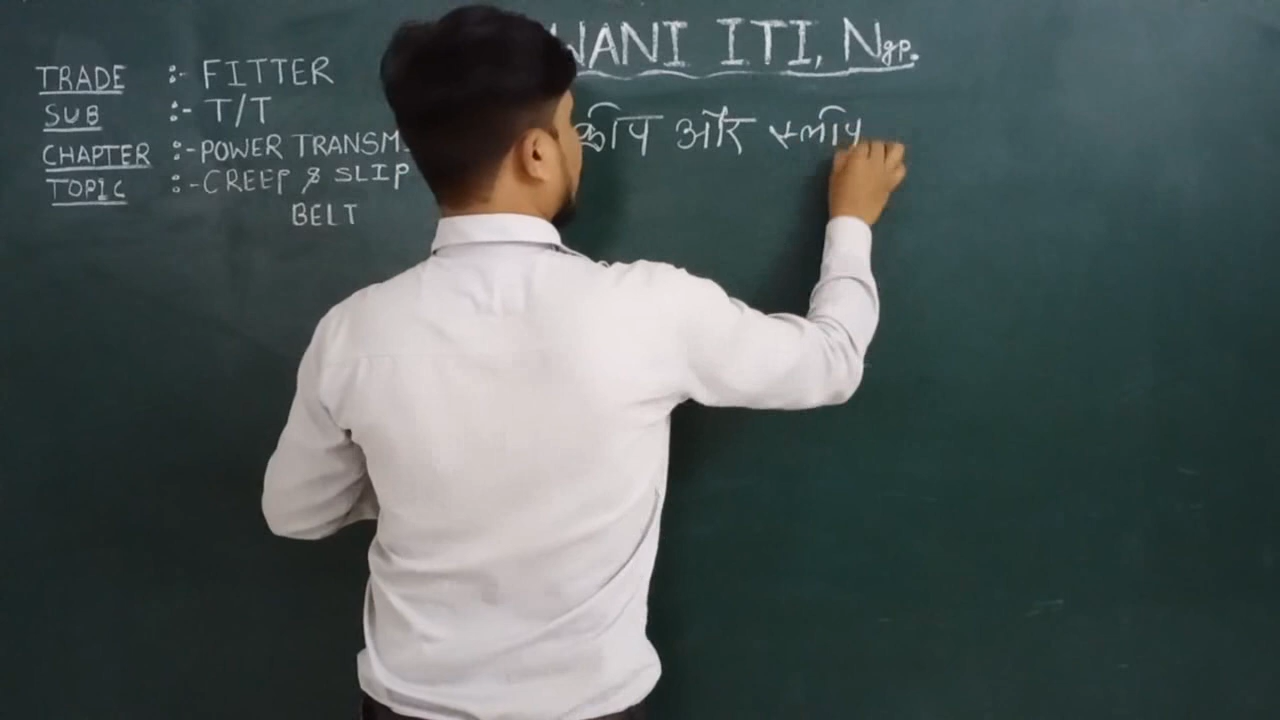 WANI ITI, Ngp.
TRADE :- FITTER
SUB :- T/T
CHAPTER :- POWER TRANSM.
TOPIC :- CREEP & SLIP
BELT
क्रीप और स्लीप